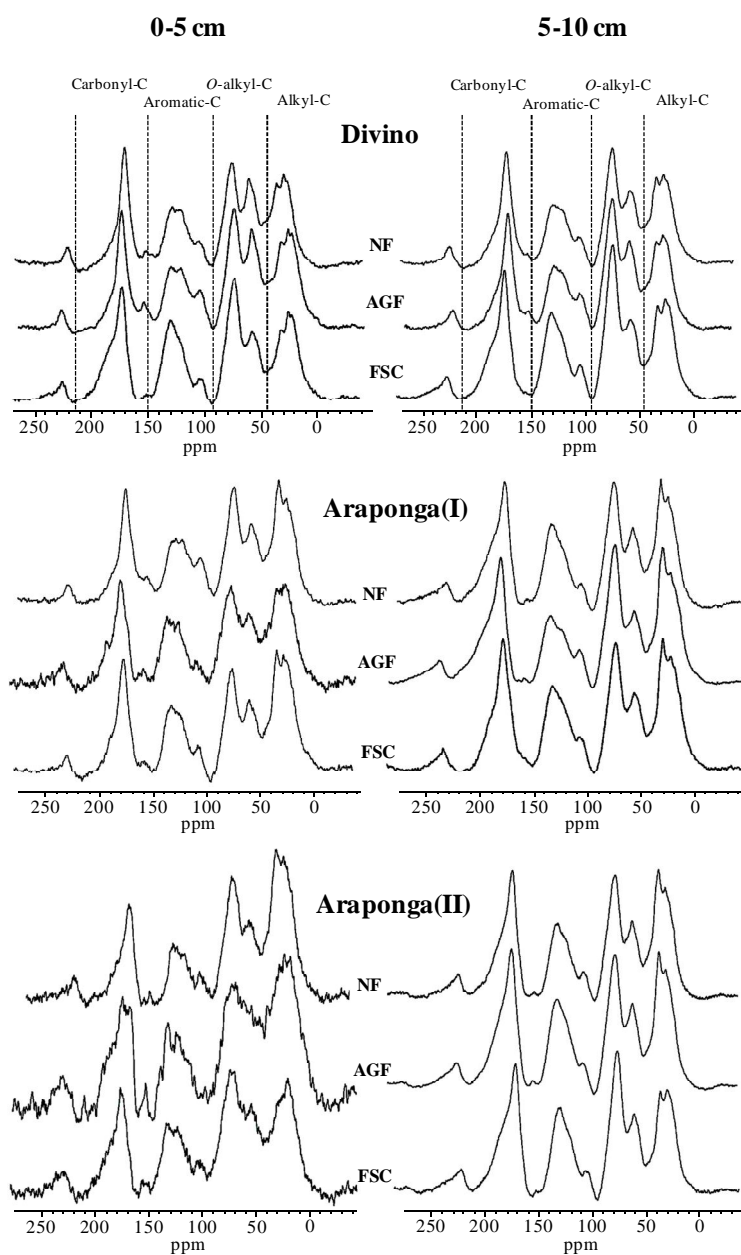 0-5 cm 5-10 cm
Carbonyl-C O-alkyl-C Carbonyl-C O-alkyl-C
Aromatic-C Alkyl-C Aromatic-C Alkyl-C
Divino
NF
AGF
FSC
250 200 150 100 50 0 250 200 150 100 50 0
ppm ppm
Araponga(I)
NF
AGF
FSC
250 200 150 100 50 0 250 200 150 100 50 0
ppm ppm
Araponga(II)
NF
AGF
FSC
250 200 150 100 50 0 250 200 150 100 50 0
ppm ppm